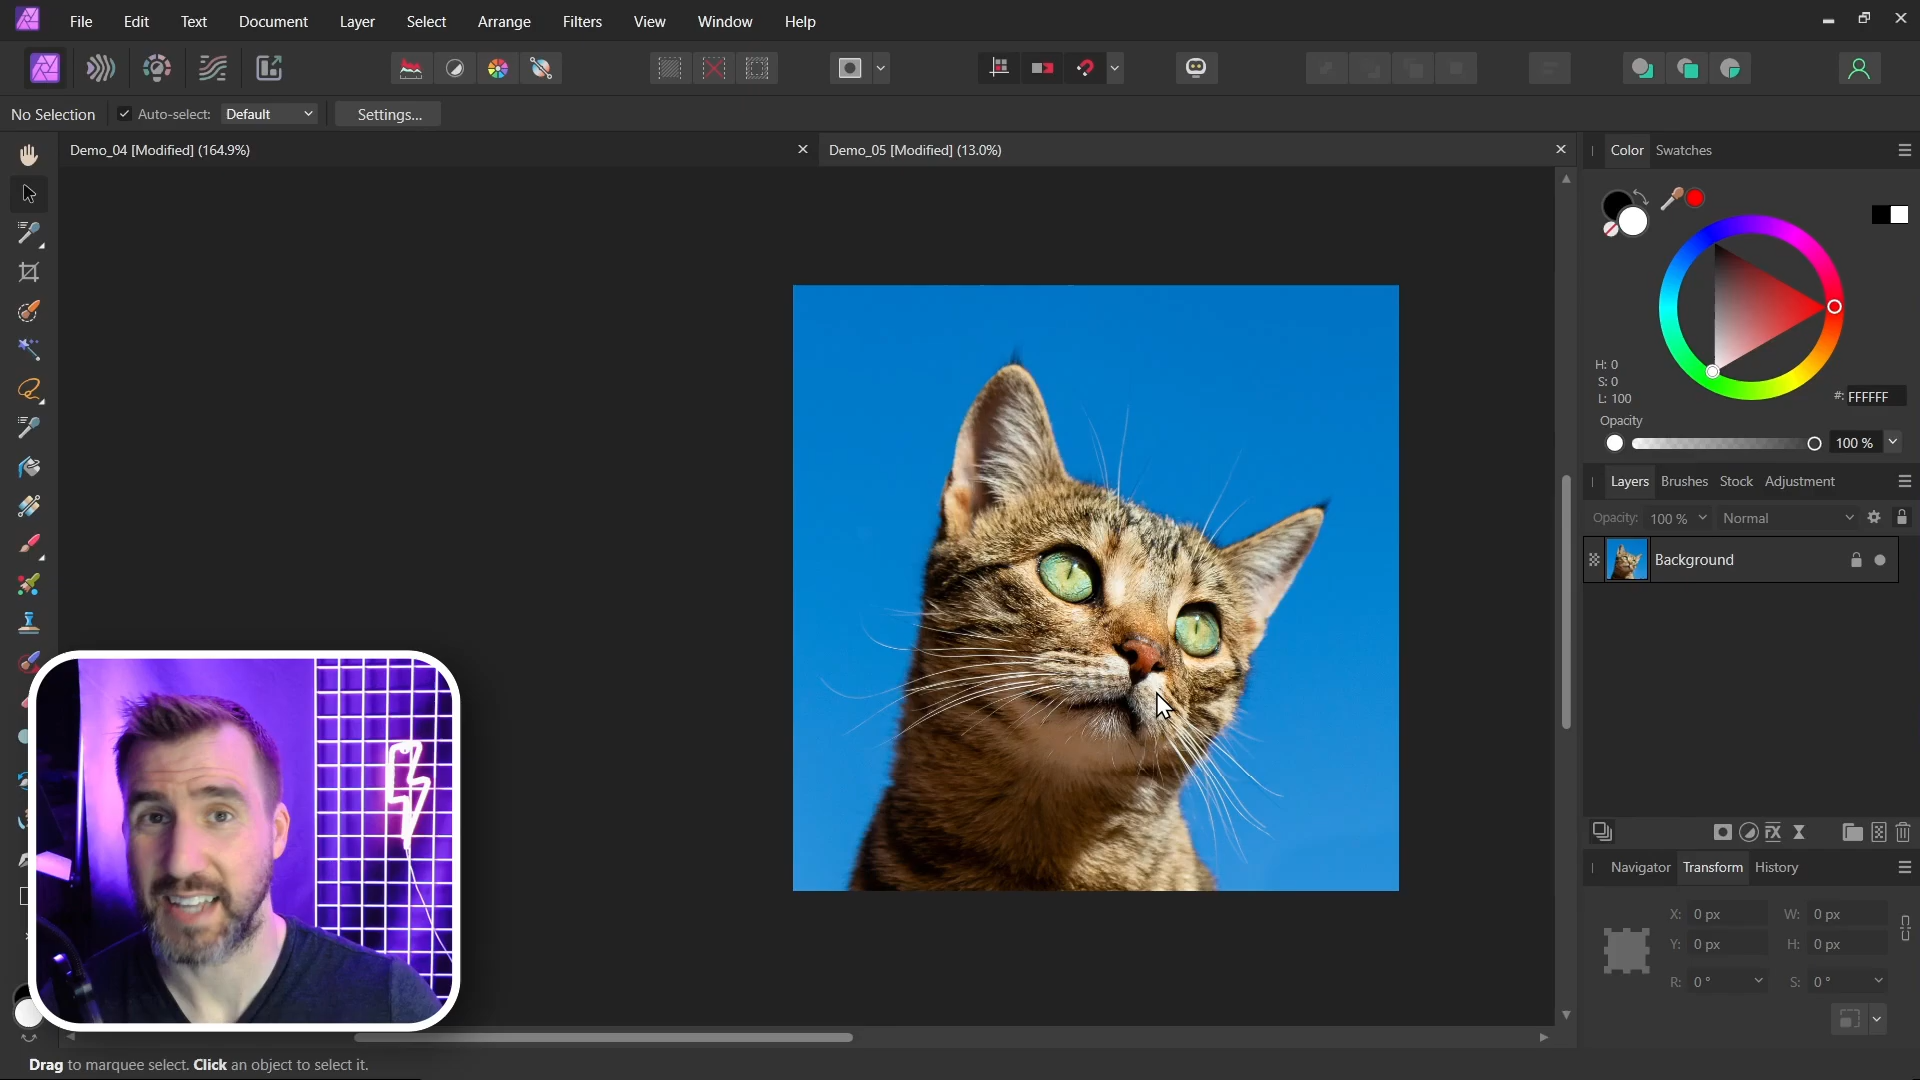 File Edit Text Document Layer Select Arrange Filters View Window Help
No Selection Auto-select: Default Settings...
Demo_04 [Modified] (164.9%) Demo_05 [Modified] (13.0%)
Color Swatches
H: 0
S: 0
L: 100
#: FFFFFF
Opacity
100 %
Layers Brushes Stock Adjustment
Opacity: 100 % Normal
Background
FX
Navigator Transform History
X: 0 px W: 0 px
Y: 0 px H: 0 px
R: 0 ° S: 0 °
Drag to marquee select. Click an object to select it.